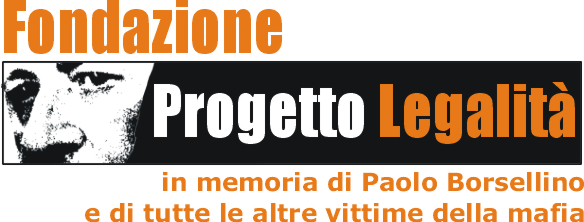 Fondazione
Progetto Legalità
in memoria di Paolo Borsellino
e di tutte le altre vittime della mafia